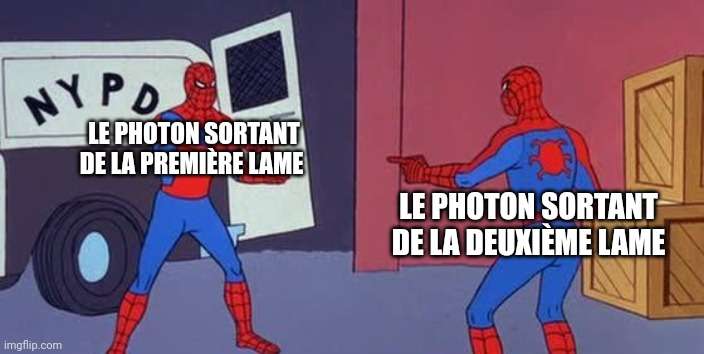 NYPD
LE PHOTON SORTANT
DE LA PREMIÈRE LAME
LE PHOTON SORTANT
DE LA DEUXIÈME LAME
imgflip.com